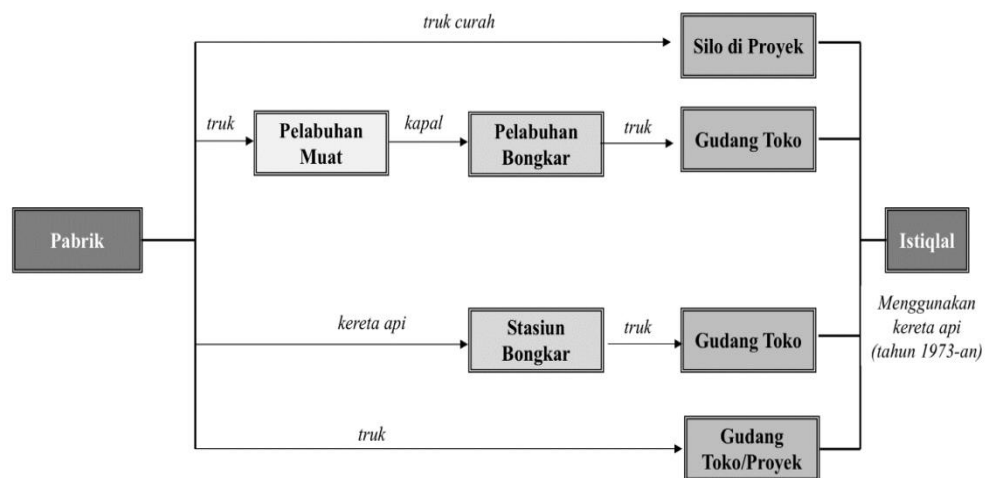 truk curah
Silo di Proyek
truk
Pelabuhan
Muat
kapal
Pelabuhan
Bongkar
truk
Gudang Toko
Pabrik
Istiqlal
kereta api
Stasiun
Bongkar
truk
Gudang Toko
Menggunakan
kereta api
(tahun 1973-an)
truk
Gudang
Toko/Proyek